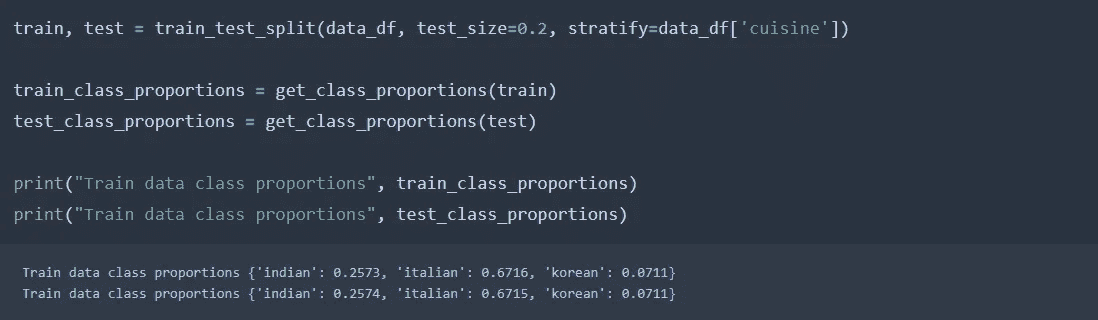 train, test = train_test_split(data_df, test_size=0.2, stratify=data_df['cuisine'])
train_class_proportions = get_class_proportions(train)
test_class_proportions = get_class_proportions(test)
print("Train data class proportions", train_class_proportions)
print("Train data class proportions", test_class_proportions)
Train data class proportions {'indian': 0.2573, 'italian': 0.6716, 'korean': 0.0711}
Train data class proportions {'indian': 0.2574, 'italian': 0.6715, 'korean': 0.0711}